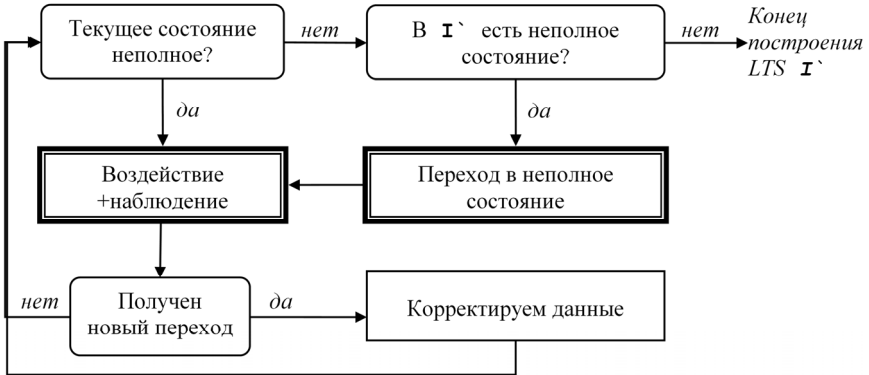 Текущее состояние
неполное?
нет
В I` есть неполное
состояние?
нет
Конец
построения
LTS I`
да
да
Воздействие
+наблюдение
Переход в неполное
состояние
нет
Получен
новый переход
да
Корректируем данные